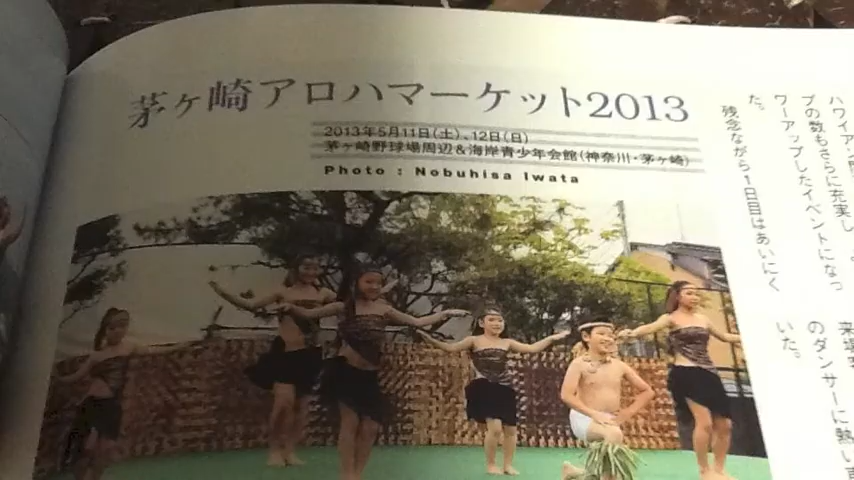 茅ヶ崎アロハマーケット2013
2013年5月11日(土)、12日(日)
茅ヶ崎野球場周辺&海岸青少年会館(神奈川・茅ヶ崎)
Photo : Nobuhisa Iwata
ハワイアン
プの数もさらに充実し
ワーアップしたイベントになっ
た。
残念ながら1日目はあいにく
来場
のダンサーに熱い
いた。